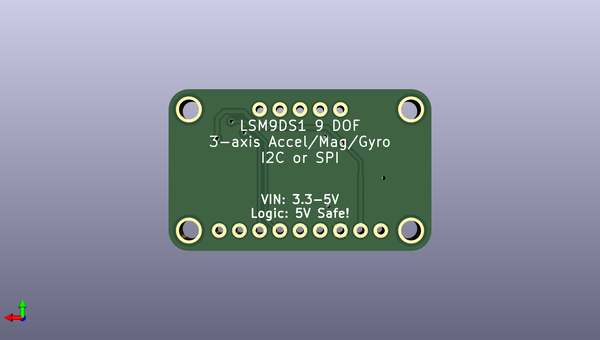 LSM9DS1 9 DOF
3-axis Accel/Mag/Gyro
I2C or SPI
VIN: 3.3-5V
Logic: 5V Safe!